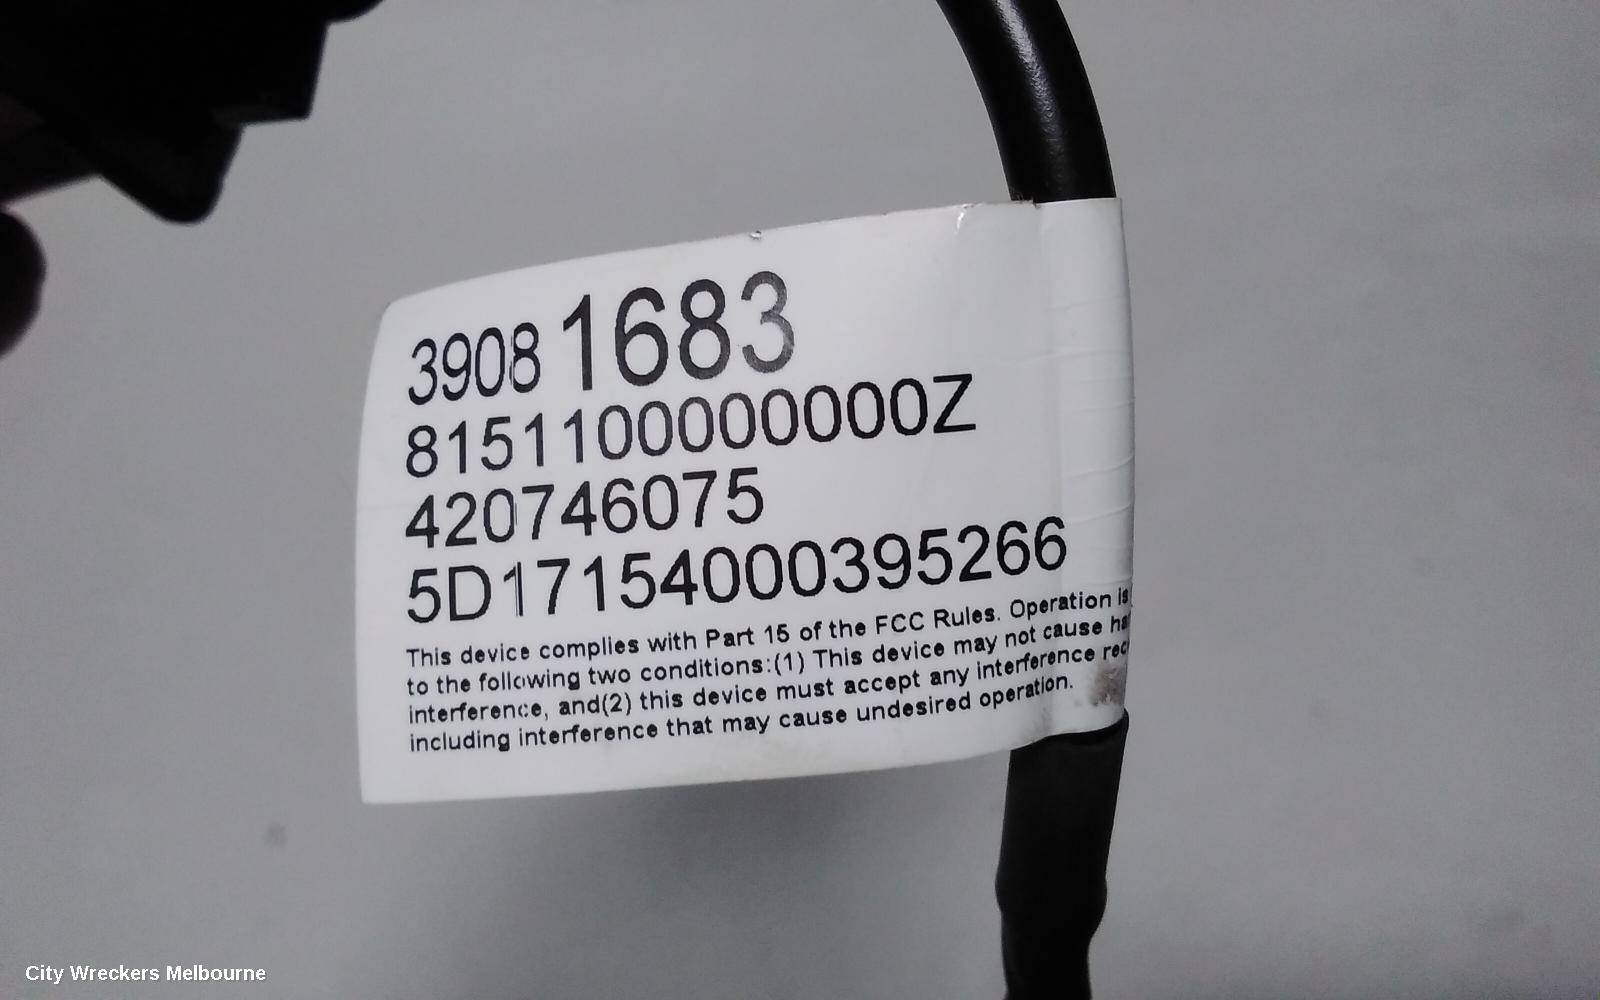 3908 1683
8151100000000Z
420746075
5D17154000395266
This device complies with Part 15 of the FCC Rules. Operation is
to the following two conditions:(1) This device may not cause
interference, and(2) this device must accept any interference
including interference that may cause undesired operation.
City Wreckers Melbourne